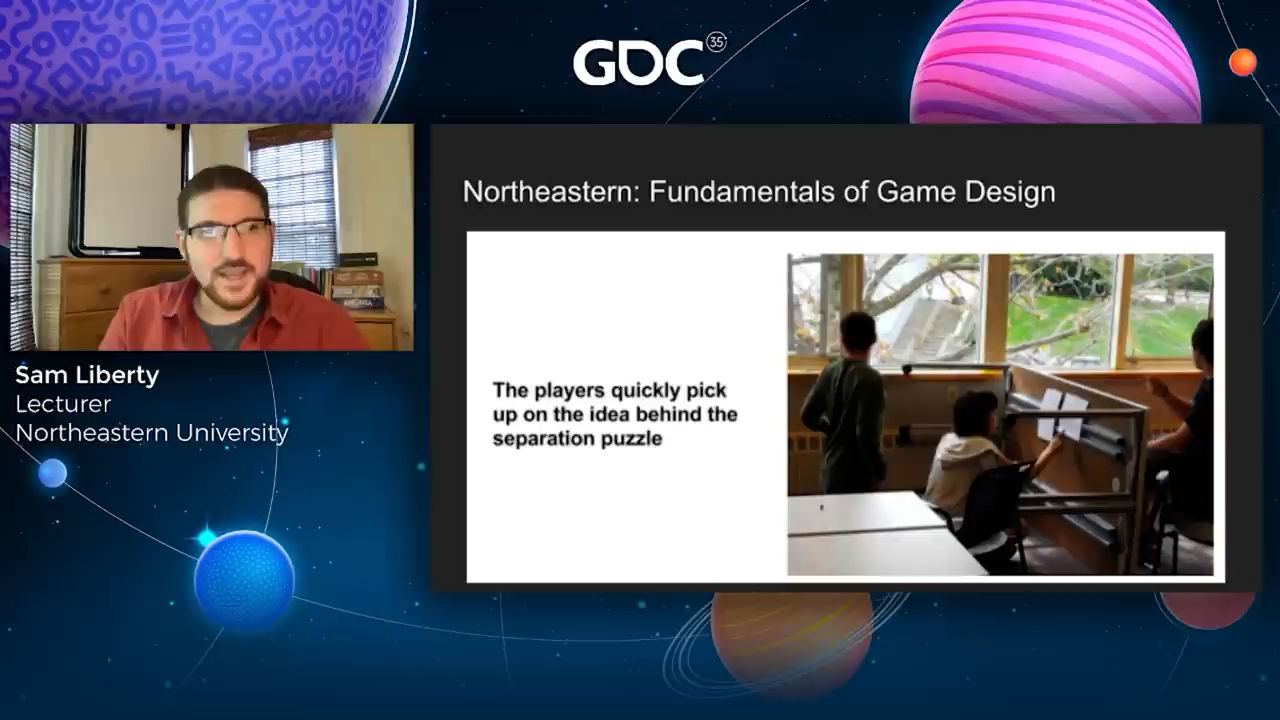 GDC 35
Northeastern: Fundamentals of Game Design
The players quickly pick
up on the idea behind the
separation puzzle
Sam Liberty
Lecturer
Northeastern University